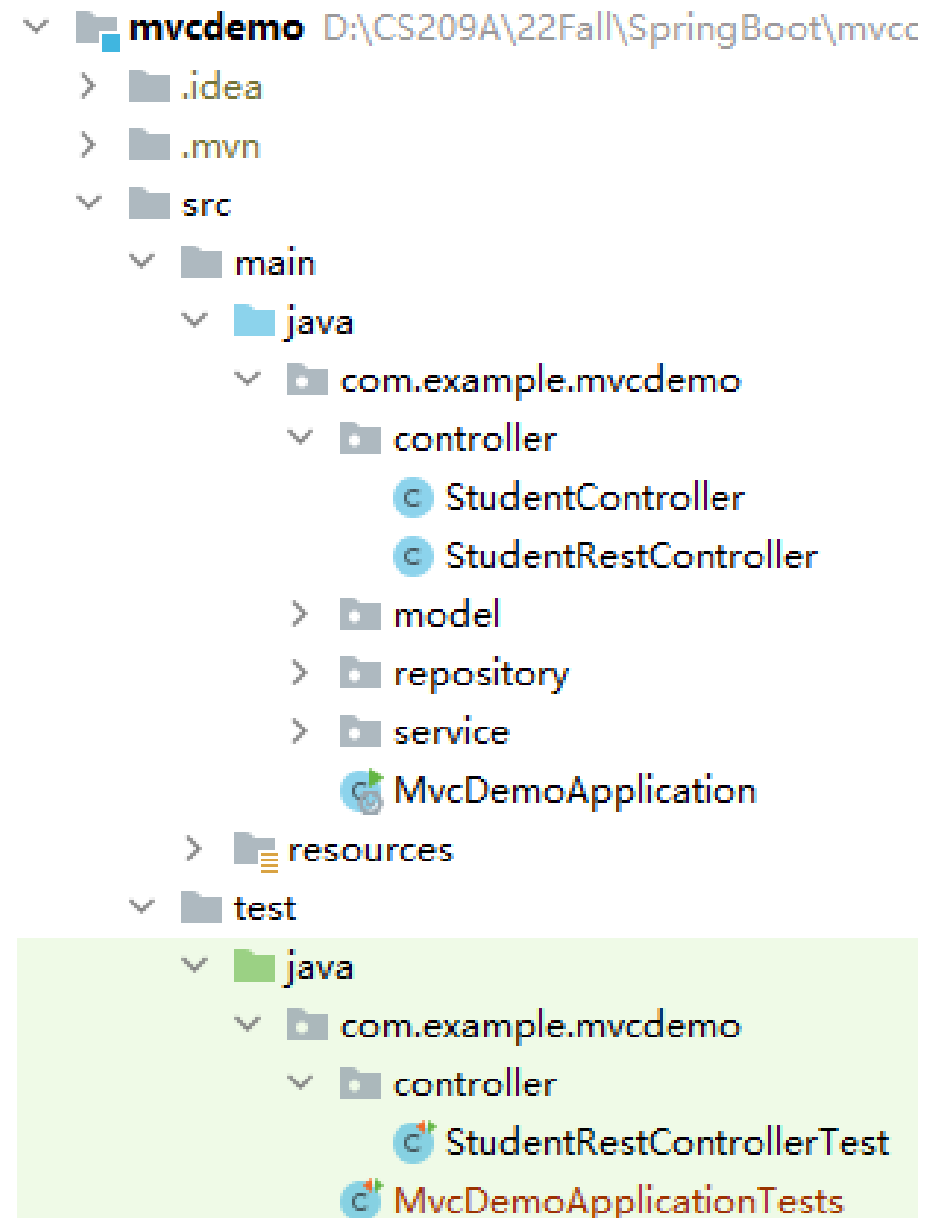 mvcdemo D:\CS209A\22Fall\SpringBoot\mvcc
.idea
.mvn
src
main
java
com.example.mvcdemo
controller
C StudentController
C StudentRestController
model
repository
service
C MvcDemoApplication
resources
test
java
com.example.mvcdemo
controller
C StudentRestControllerTest
C MvcDemoApplicationTests